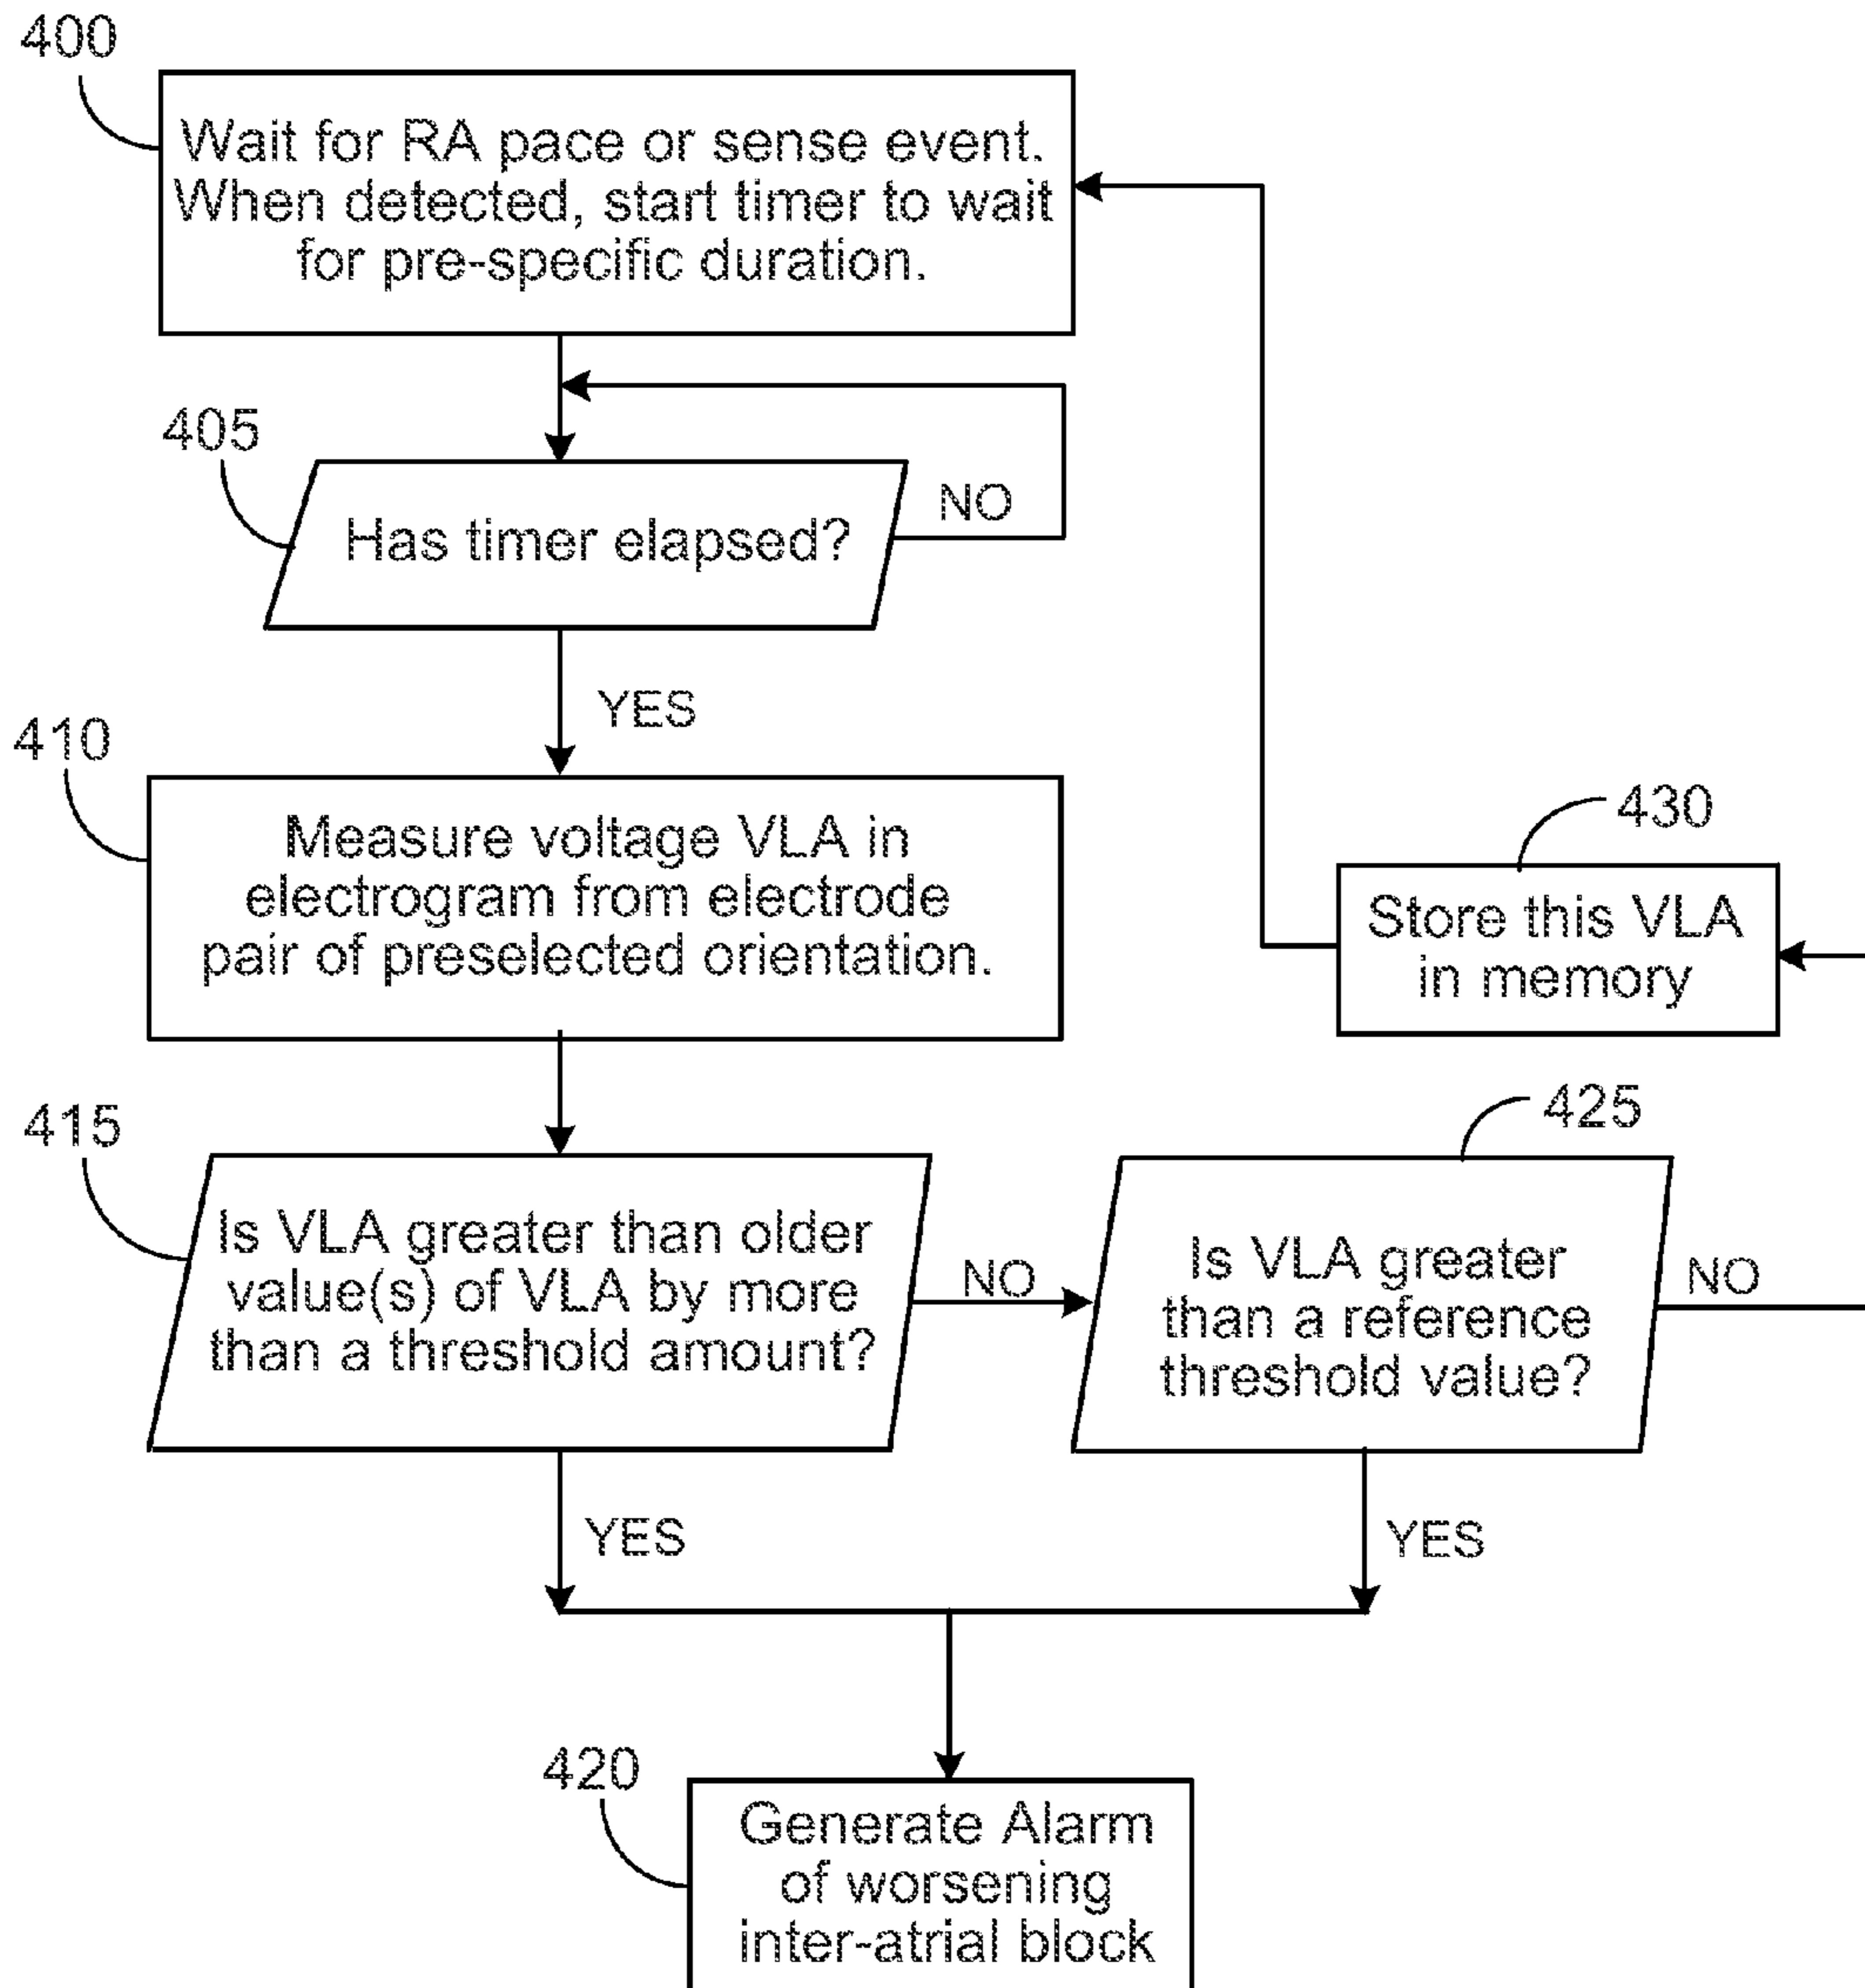 400
Wait for RA pace or sense event.
When detected, start timer to wait
for pre-specific duration.
405
Has timer elapsed?
NO
YES
410
Measure voltage VLA in
electrogram from electrode
pair of preselected orientation.
430
Store this VLA
in memory
415
Is VLA greater than older
value(s) of VLA by more
than a threshold amount?
NO
425
Is VLA greater
than a reference
threshold value?
NO
YES
YES
420
Generate Alarm
of worsening
inter-atrial block